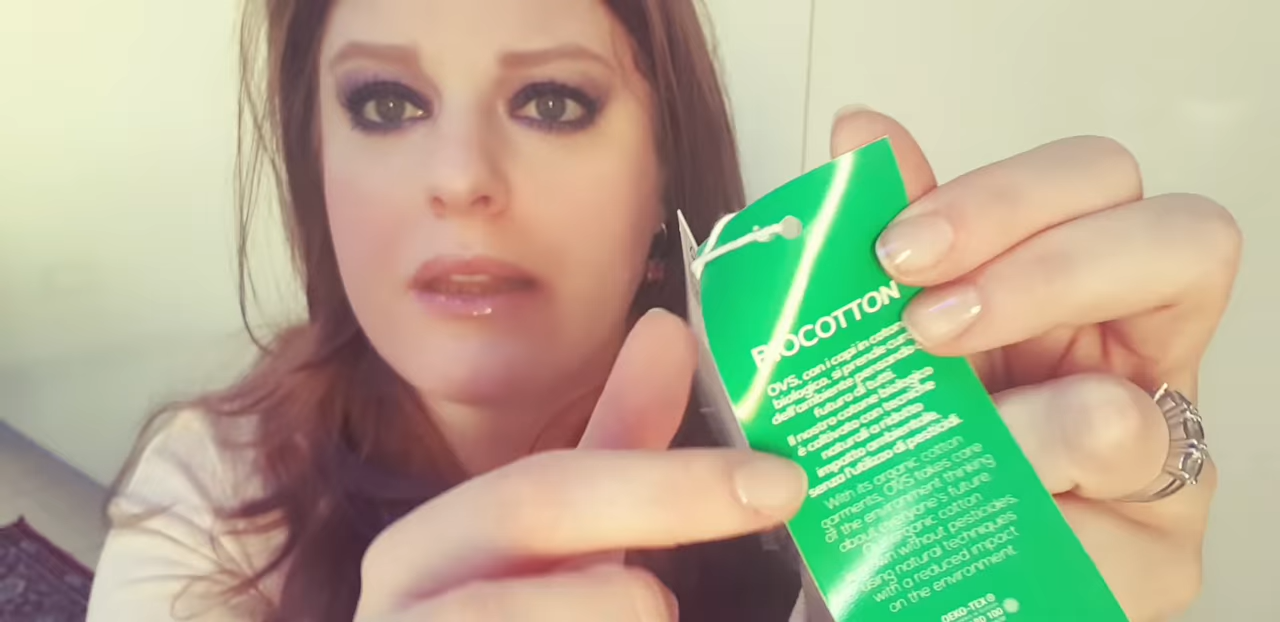 BIOCOTTON
OVS, con i capi in cotone
biologico, si prende cura
dell'ambiente pensando al
futuro di tutti.
Il nostro cotone biologico
è coltivato con tecniche
naturali a ridotto
impatto ambientale,
senza l'utilizzo di pesticidi.
With its organic cotton
garments, OVS takes care
of the environment thinking
about everyone's future.
organic cotton
without pesticides,
using natural techniques
with a reduced impact
on the environment.
OEKO-TEX®
100